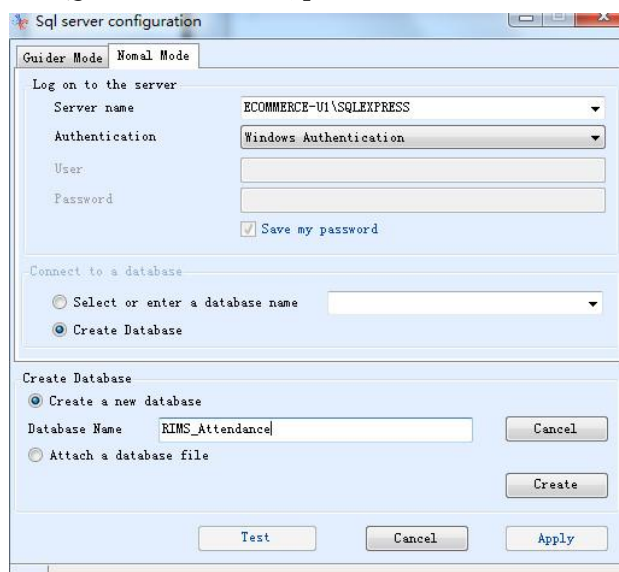 Sql server configuration
Guider Mode Nomal Mode
Log on to the server
Server name ECOMMERCE-U1\SQLEXPRESS
Authentication Windows Authentication
User
Password
Save my password
Connect to a database
Select or enter a database name
Create Database
Create Database
Create a new database
Database Name RIMS_Attendance Cancel
Attach a database file
Create
Test Cancel Apply